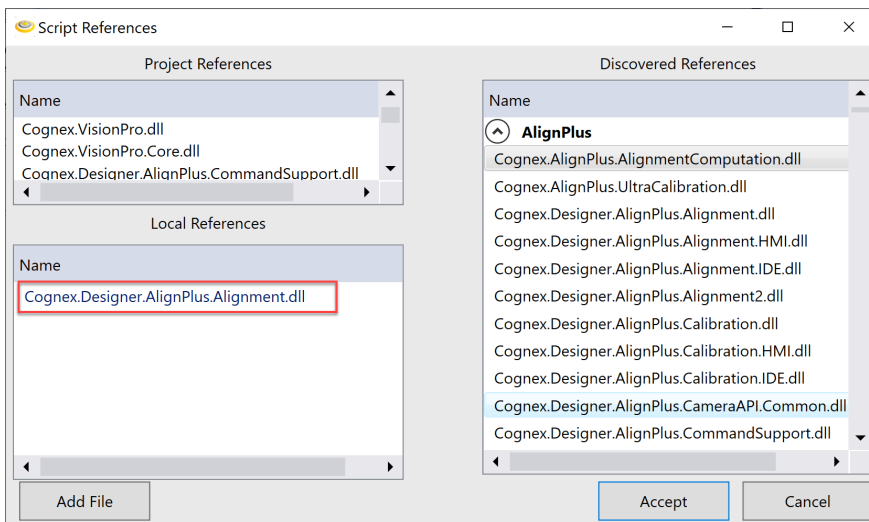 Script References
Project References
Name
Cognex.VisionPro.dll
Cognex.VisionPro.Core.dll
Cognex.Designer.AlignPlus.CommandSupport.dll
Local References
Name
Cognex.Designer.AlignPlus.Alignment.dll
Add File
Discovered References
Name
AlignPlus
Cognex.AlignPlus.AlignmentComputation.dll
Cognex.AlignPlus.UltraCalibration.dll
Cognex.Designer.AlignPlus.Alignment.dll
Cognex.Designer.AlignPlus.Alignment.HMI.dll
Cognex.Designer.AlignPlus.Alignment.IDE.dll
Cognex.Designer.AlignPlus.Alignment2.dll
Cognex.Designer.AlignPlus.Calibration.dll
Cognex.Designer.AlignPlus.Calibration.HMI.dll
Cognex.Designer.AlignPlus.Calibration.IDE.dll
Cognex.Designer.AlignPlus.CameraAPI.Common.dll
Cognex.Designer.AlignPlus.CommandSupport.dll
Accept
Cancel